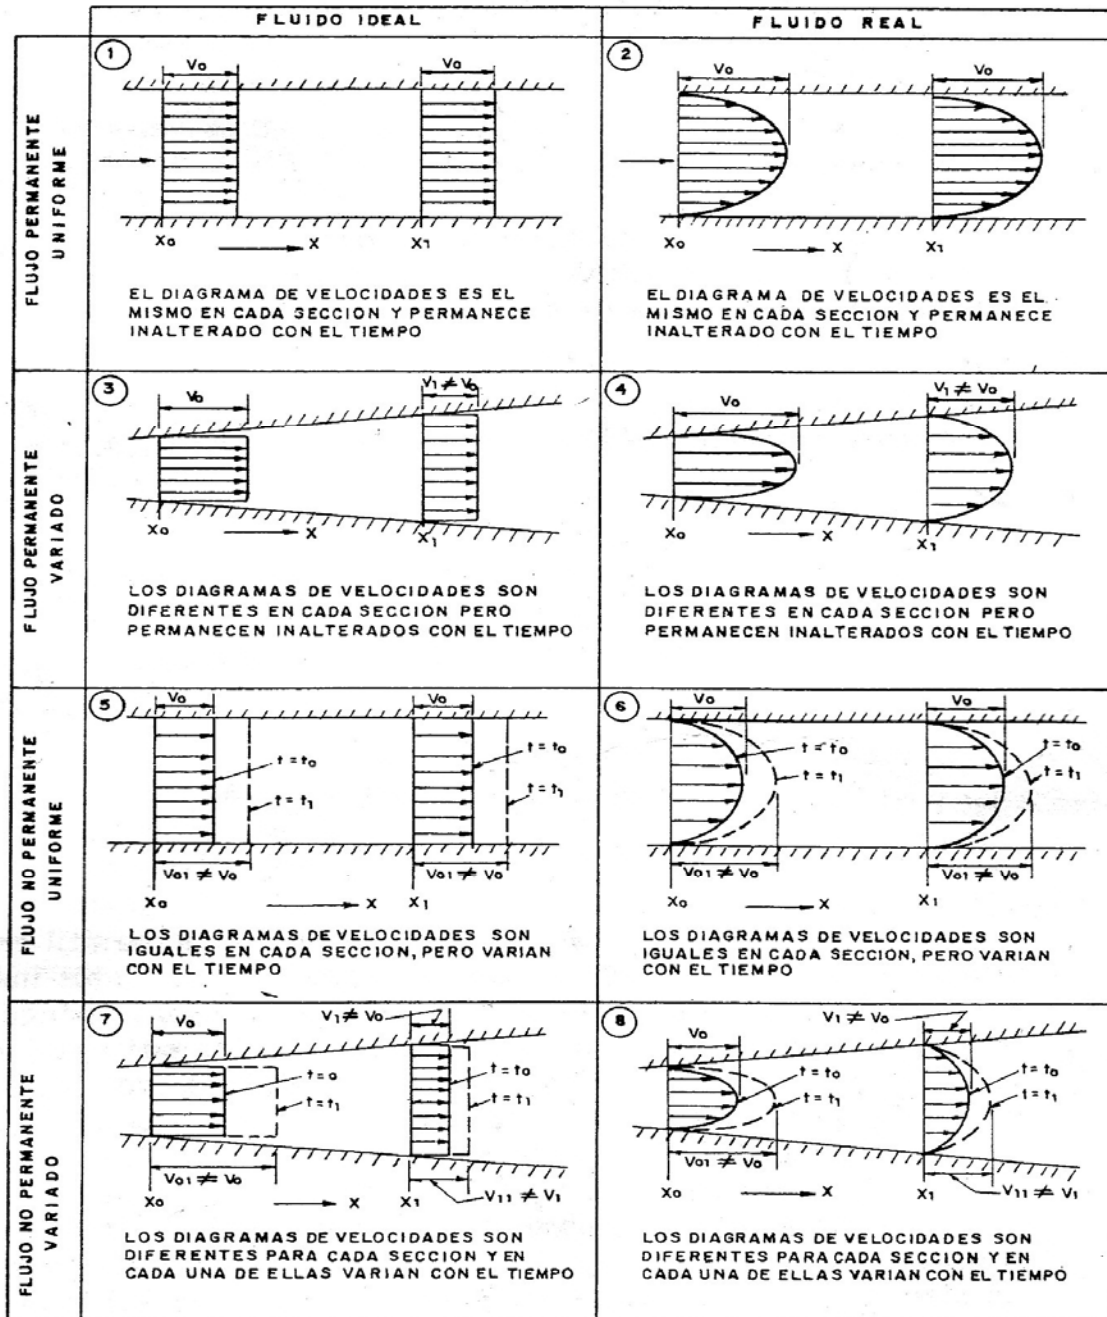 FLUIDO IDEAL
FLUIDO REAL
FLUJO PERMANENTE
UNIFORME
1
Vo
Vo
Xo
X
X1
EL DIAGRAMA DE VELOCIDADES ES EL
MISMO EN CADA SECCION Y PERMANECE
INALTERADO CON EL TIEMPO
2
Vo
Vo
Xo
X
X1
EL DIAGRAMA DE VELOCIDADES ES EL
MISMO EN CADA SECCION Y PERMANECE
INALTERADO CON EL TIEMPO
FLUJO PERMANENTE
VARIADO
3
Vo
V1 ≠ Vo
Xo
X
X1
LOS DIAGRAMAS DE VELOCIDADES SON
DIFERENTES EN CADA SECCION PERO
PERMANECEN INALTERADOS CON EL TIEMPO
4
Vo
V1 ≠ Vo
Xo
X
X1
LOS DIAGRAMAS DE VELOCIDADES SON
DIFERENTES EN CADA SECCION PERO
PERMANECEN INALTERADOS CON EL TIEMPO
FLUJO NO PERMANENTE
UNIFORME
5
Vo
Vo
t=to
t=t1
t=to
t=t1
Vo1 ≠ Vo
Vo1 ≠ Vo
Xo
X
X1
LOS DIAGRAMAS DE VELOCIDADES SON
IGUALES EN CADA SECCION, PERO VARIAN
CON EL TIEMPO
6
Vo
Vo
t=to
t=t1
t=to
t=t1
Vo1 ≠ Vo
Vo1 ≠ Vo
Xo
X
X1
LOS DIAGRAMAS DE VELOCIDADES SON
IGUALES EN CADA SECCION, PERO VARIAN
CON EL TIEMPO
FLUJO NO PERMANENTE
VARIADO
7
Vo
V1 ≠ Vo
t=o
t=t1
t=to
t=t1
Vo1 ≠ Vo
Xo
X
X1
V11 ≠ V1
LOS DIAGRAMAS DE VELOCIDADES SON
DIFERENTES PARA CADA SECCION Y EN
CADA UNA DE ELLAS VARIAN CON EL TIEMPO
8
Vo
V1 ≠ Vo
t=to
t=t1
t=to
t=t1
Vo1 ≠ Vo
Xo
X
X1
V11 ≠ V1
LOS DIAGRAMAS DE VELOCIDADES SON
DIFERENTES PARA CADA SECCION Y EN
CADA UNA DE ELLAS VARIAN CON EL TIEMPO